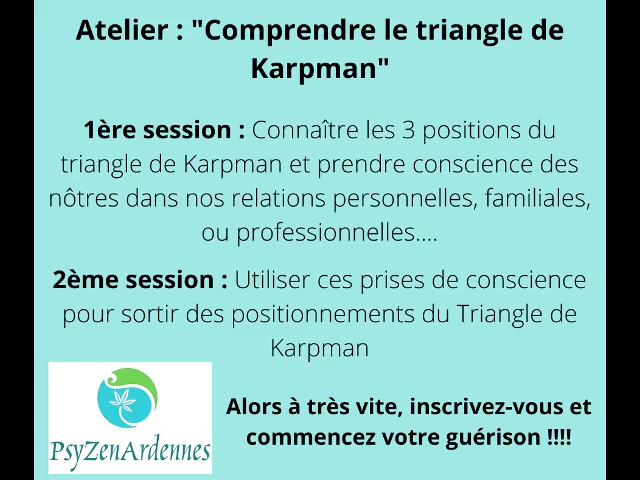 Atelier : "Comprendre le triangle de
Karpman"
1ère session : Connaître les 3 positions du
triangle de Karpman et prendre conscience des
nôtres dans nos relations personnelles, familiales,
ou professionnelles....
2ème session : Utiliser ces prises de conscience
pour sortir des positionnements du Triangle de
Karpman
Alors à très vite, inscrivez-vous et
commencez votre guérison !!!!
PsyZenArdennes